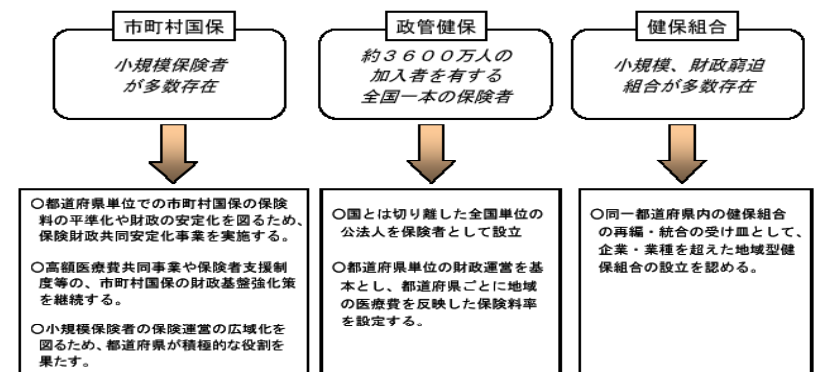 市町村国保
小規模保険者
が多数存在
政管健保
約3600万人の
加入者を有する
全国一本の保険者
健保組合
小規模、財政窮迫
組合が多数存在
○都道府県単位での市町村国保の保険
料の平準化や財政の安定化を図るため、
保険財政共同安定化事業を実施する。
○高額医療費共同事業や保険者支援制
度等の、市町村国保の財政基盤強化策
を継続する。
○小規模保険者の保険運営の広域化を
図るため、都道府県が積極的な役割を
果たす。
○国とは切り離した全国単位の
公法人を保険者として設立
○都道府県単位の財政運営を基
本とし、都道府県ごとに地域
の医療費を反映した保険料率
を設定する。
○同一都道府県内の健保組合
の再編・統合の受け皿として、
企業・業種を超えた地域型健
保組合の設立を認める。